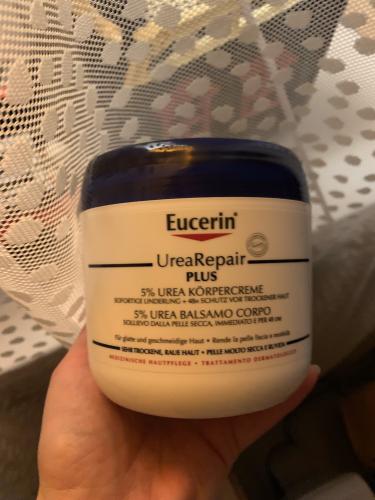 Eucerin
UreaRepair
PLUS
5% UREA KÖRPERCREME
SOFORTIGE LINDERUNG + 48H SCHUTZ VOR TROCKENER HAUT
5% UREA BALSAMO CORPO
SOLLIEVO DALLA PELLE SECCA, IMMEDIATO E PER 48 ORE
Für glatte und geschmeidige Haut • Rende la pelle liscia e morbida
SEHR TROCKENE, RAUE HAUT • PELLE MOLTO SECCA E RUVIDA
MEDIZINISCHE HAUTPFLEGE • TRATTAMENTO DERMATOLOGICO